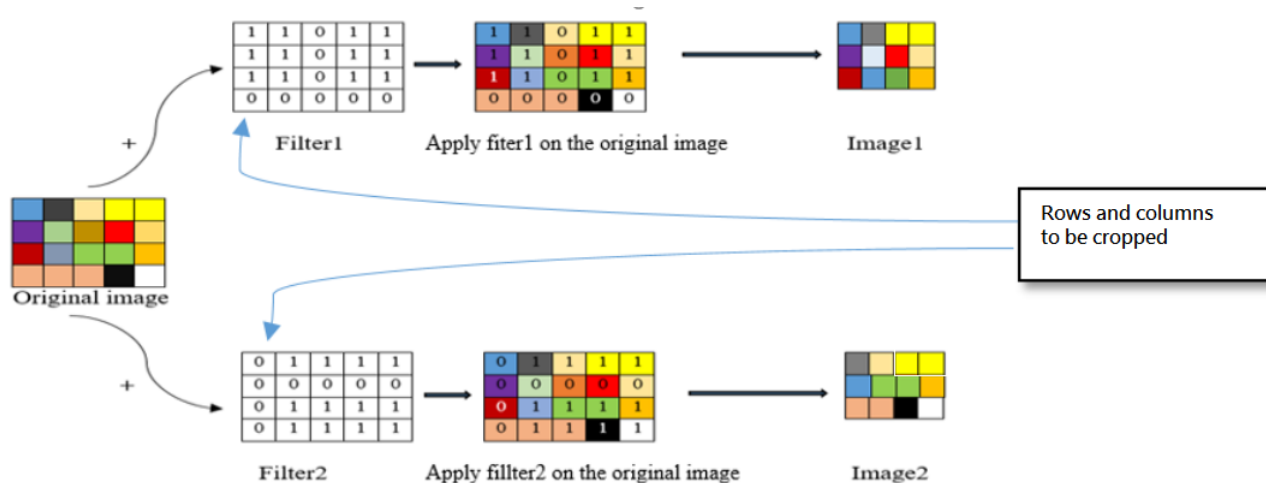 1 1 0 1 1
1 1 0 1 1
1 1 0 1 1
0 0 0 0 0
1 1 0 1 1
1 1 0 1 1
1 1 0 1 1
0 0 0 0 0
+
Filter1
Apply fiter1 on the original image
Image1
Rows and columns
to be cropped
Original image
+
0 1 1 1 1
0 0 0 0 0
0 1 1 1 1
0 1 1 1 1
0 1 1 1 1
0 0 0 0 0
0 1 1 1 1
0 1 1 1 1
Filter2
Apply fillter2 on the original image
Image2